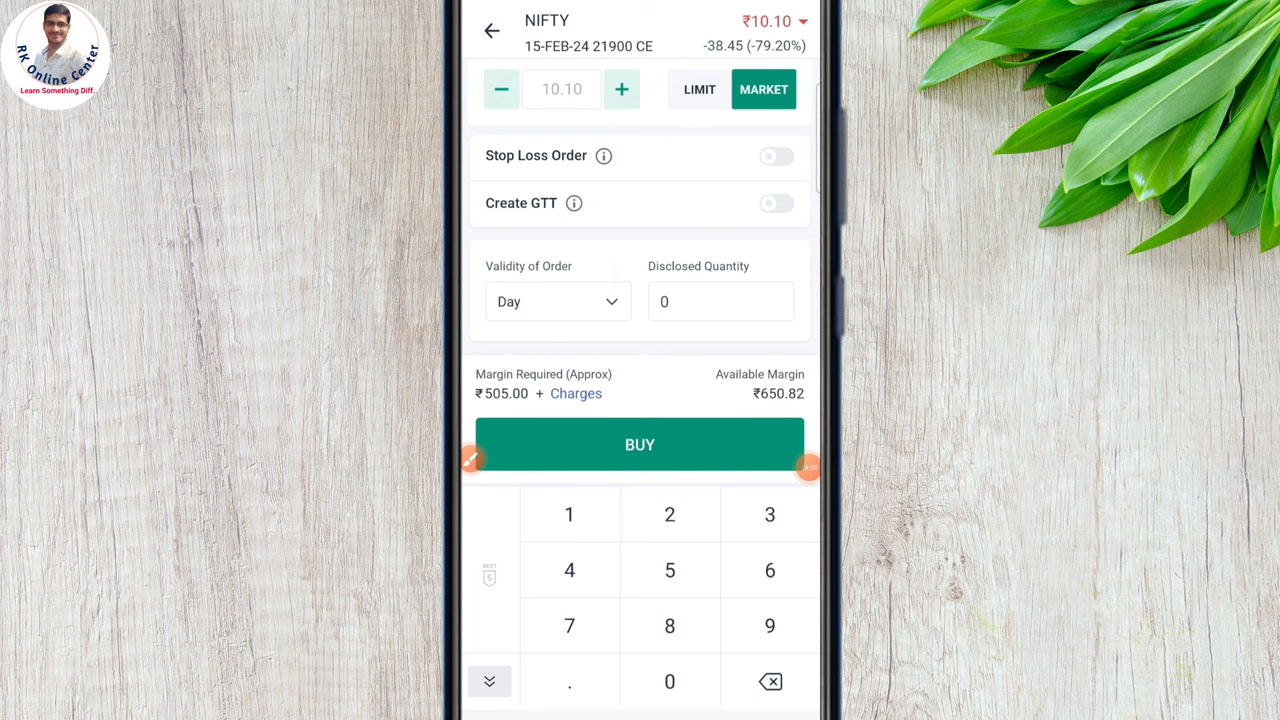 RK Online Center
Learn Something Diff..
NIFTY
₹10.10
15-FEB-24 21900 CE
-38.45 (-79.20%)
10.10
LIMIT
MARKET
Stop Loss Order
Create GTT
Validity of Order
Disclosed Quantity
Day
0
Margin Required (Approx)
Available Margin
₹505.00 + Charges
₹650.82
BUY
1
2
3
BEST
5
4
5
6
7
8
9
.
0